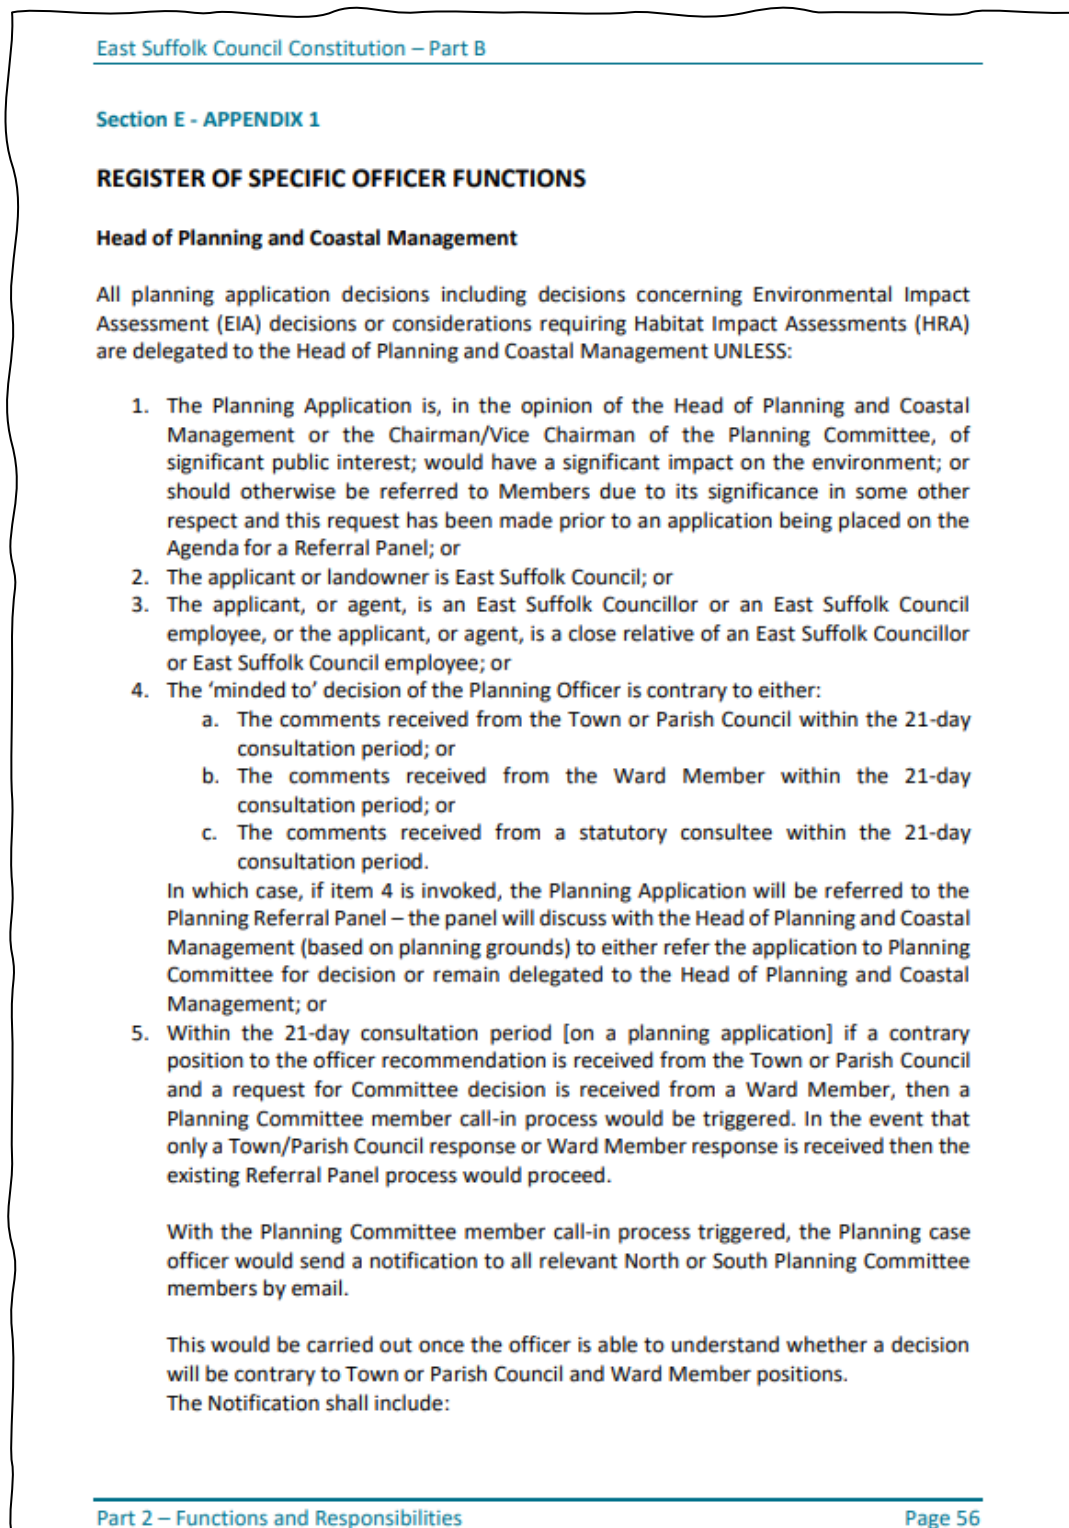 East Suffolk Council Constitution – Part B
Section E - APPENDIX 1
REGISTER OF SPECIFIC OFFICER FUNCTIONS
Head of Planning and Coastal Management
All planning application decisions including decisions concerning Environmental Impact
Assessment (EIA) decisions or considerations requiring Habitat Impact Assessments (HRA)
are delegated to the Head of Planning and Coastal Management UNLESS:
1. The Planning Application is, in the opinion of the Head of Planning and Coastal
Management or the Chairman/Vice Chairman of the Planning Committee, of
significant public interest; would have a significant impact on the environment; or
should otherwise be referred to Members due to its significance in some other
respect and this request has been made prior to an application being placed on the
Agenda for a Referral Panel; or
2. The applicant or landowner is East Suffolk Council; or
3. The applicant, or agent, is an East Suffolk Councillor or an East Suffolk Council
employee, or the applicant, or agent, is a close relative of an East Suffolk Councillor
or East Suffolk Council employee; or
4. The ‘minded to’ decision of the Planning Officer is contrary to either:
a. The comments received from the Town or Parish Council within the 21-day
consultation period; or
b. The comments received from the Ward Member within the 21-day
consultation period; or
c. The comments received from a statutory consultee within the 21-day
consultation period.
In which case, if item 4 is invoked, the Planning Application will be referred to the
Planning Referral Panel – the panel will discuss with the Head of Planning and Coastal
Management (based on planning grounds) to either refer the application to Planning
Committee for decision or remain delegated to the Head of Planning and Coastal
Management; or
5. Within the 21-day consultation period [on a planning application] if a contrary
position to the officer recommendation is received from the Town or Parish Council
and a request for Committee decision is received from a Ward Member, then a
Planning Committee member call-in process would be triggered. In the event that
only a Town/Parish Council response or Ward Member response is received then the
existing Referral Panel process would proceed.
With the Planning Committee member call-in process triggered, the Planning case
officer would send a notification to all relevant North or South Planning Committee
members by email.
This would be carried out once the officer is able to understand whether a decision
will be contrary to Town or Parish Council and Ward Member positions.
The Notification shall include:
Part 2 – Functions and Responsibilities Page 56